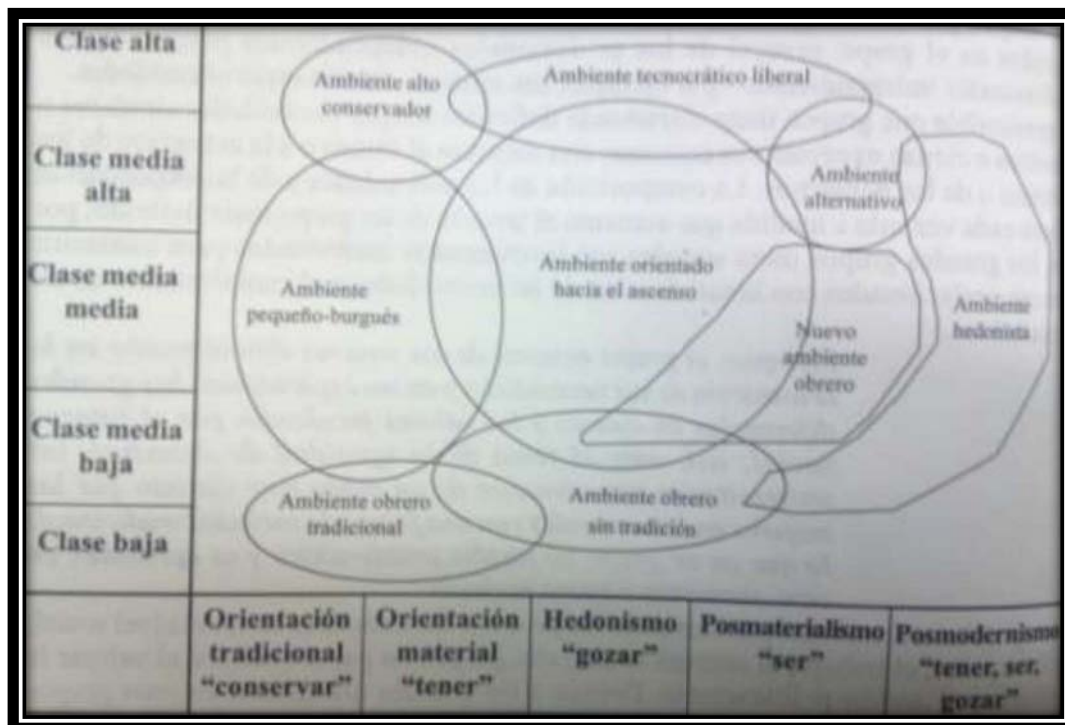 Clase alta
Ambiente alto
conservador
Ambiente tecnocrático liberal
Clase media
alta
Ambiente
alternativo
Clase media
media
Ambiente
pequeño-burgués
Ambiente orientado
hacia el ascenso
Nuevo
ambiente
obrero
Ambiente
hedonista
Clase media
baja
Ambiente obrero
tradicional
Ambiente obrero
sin tradición
Clase baja
Orientación
tradicional
“conservar”
Orientación
material
“tener”
Hedonismo
“gozar”
Posmaterialismo
“ser”
Posmodernismo
“tener, ser,
gozar”